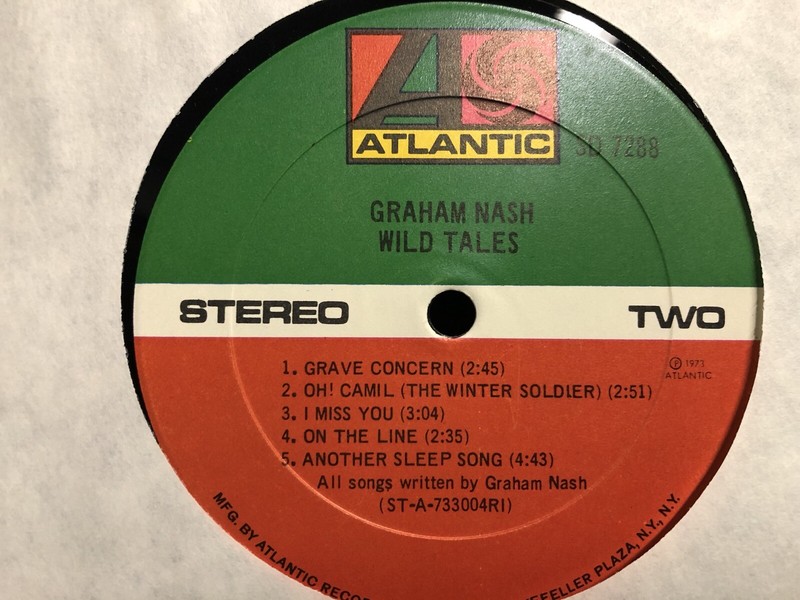 ATLANTIC
SD 7288
GRAHAM NASH
WILD TALES
STEREO
TWO
1. GRAVE CONCERN (2:45)
2. OH! CAMIL (THE WINTER SOLDIER) (2:51)
3. I MISS YOU (3:04)
4. ON THE LINE (2:35)
5. ANOTHER SLEEP SONG (4:43)
All songs written by Graham Nash
(ST-A-733004RI)
Ⓟ 1973
ATLANTIC
MFG. BY ATLANTIC RECOR
EFELLER PLAZA, N.Y., N.Y.